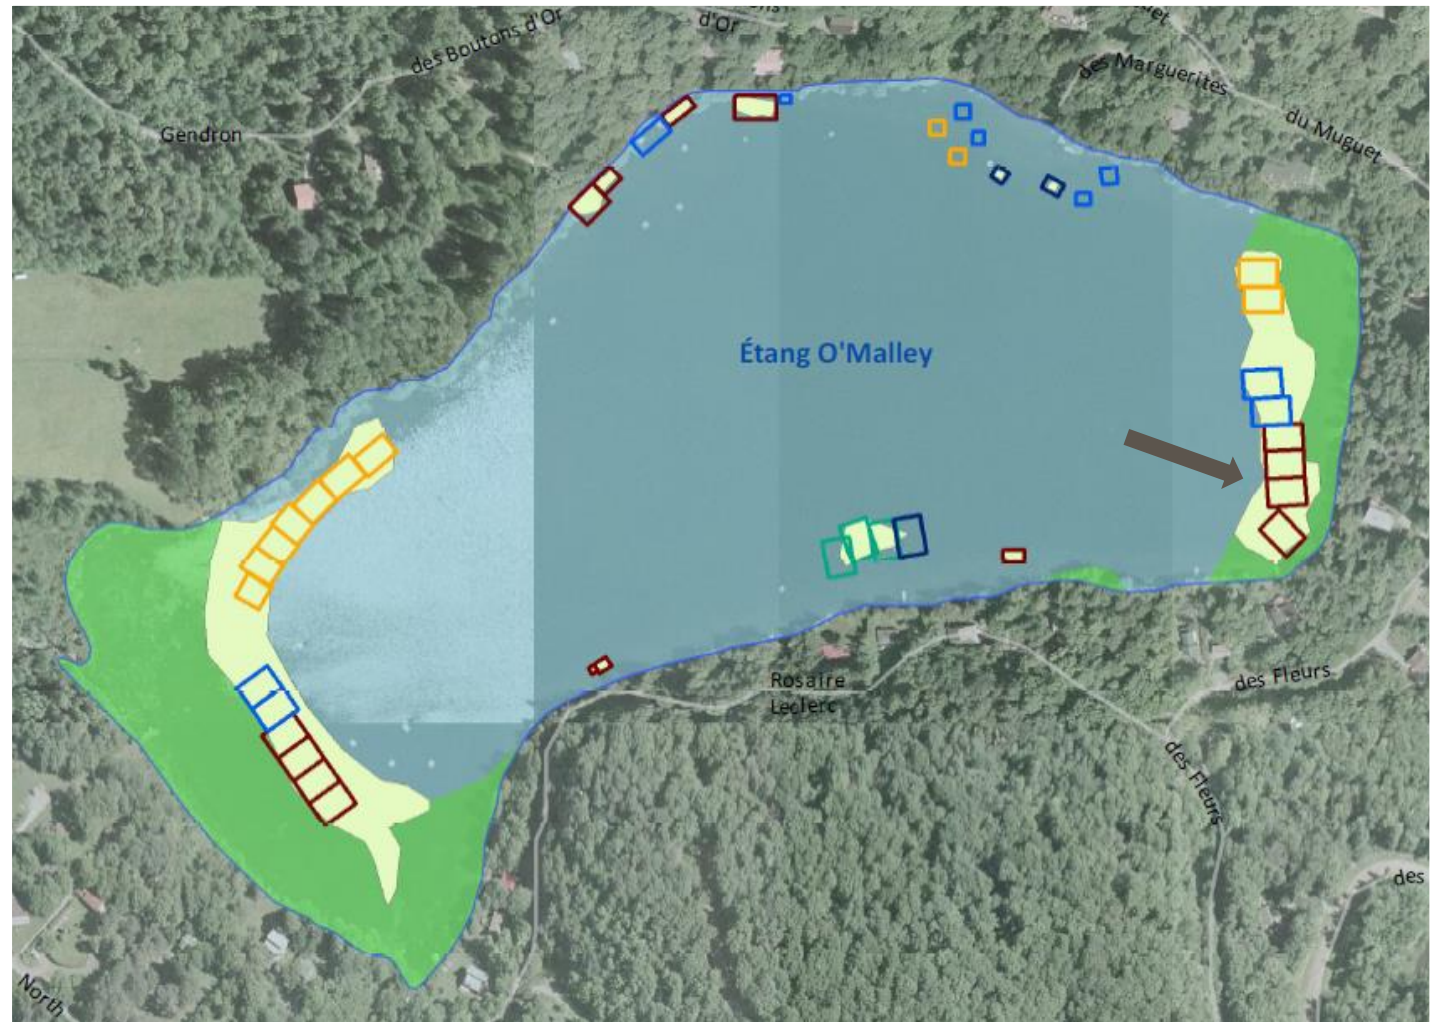 des Boutons d'Or
d'Or
des Marguerites
du Muguet
Gendron
Étang O'Malley
Rosaire
Leclerc
des Fleurs
des Fleurs
des
North